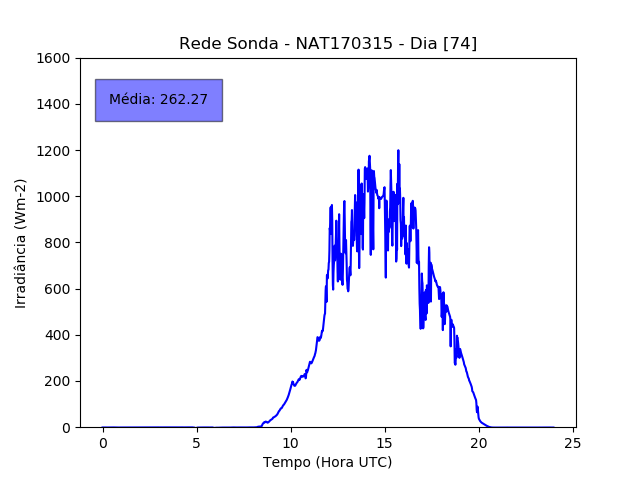 Rede Sonda - NAT170315 - Dia [74]
1600
Média: 262.27
1400
1200
1000
800
600
400
200
0
Irradiância (Wm-2)
0 5 10 15 20 25
Tempo (Hora UTC)